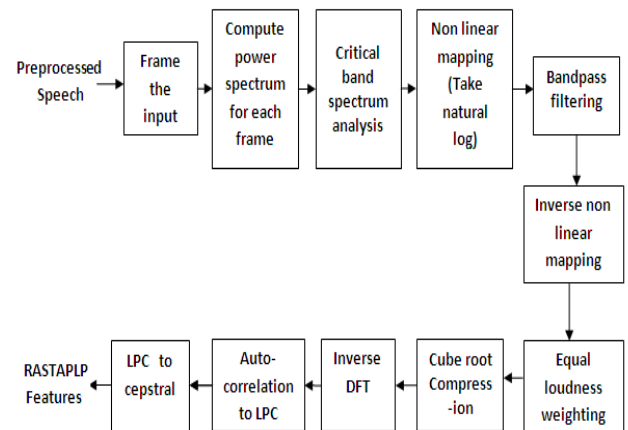 Preprocessed
Speech
Frame
the
input
Compute
power
spectrum
for each
frame
Critical
band
spectrum
analysis
Non linear
mapping
(Take
natural
log)
Bandpass
filtering
Inverse non
linear
mapping
Equal
loudness
weighting
Cube root
Compress
-ion
Inverse
DFT
Auto-
correlation
to LPC
LPC to
cepstral
RASTAPLP
Features